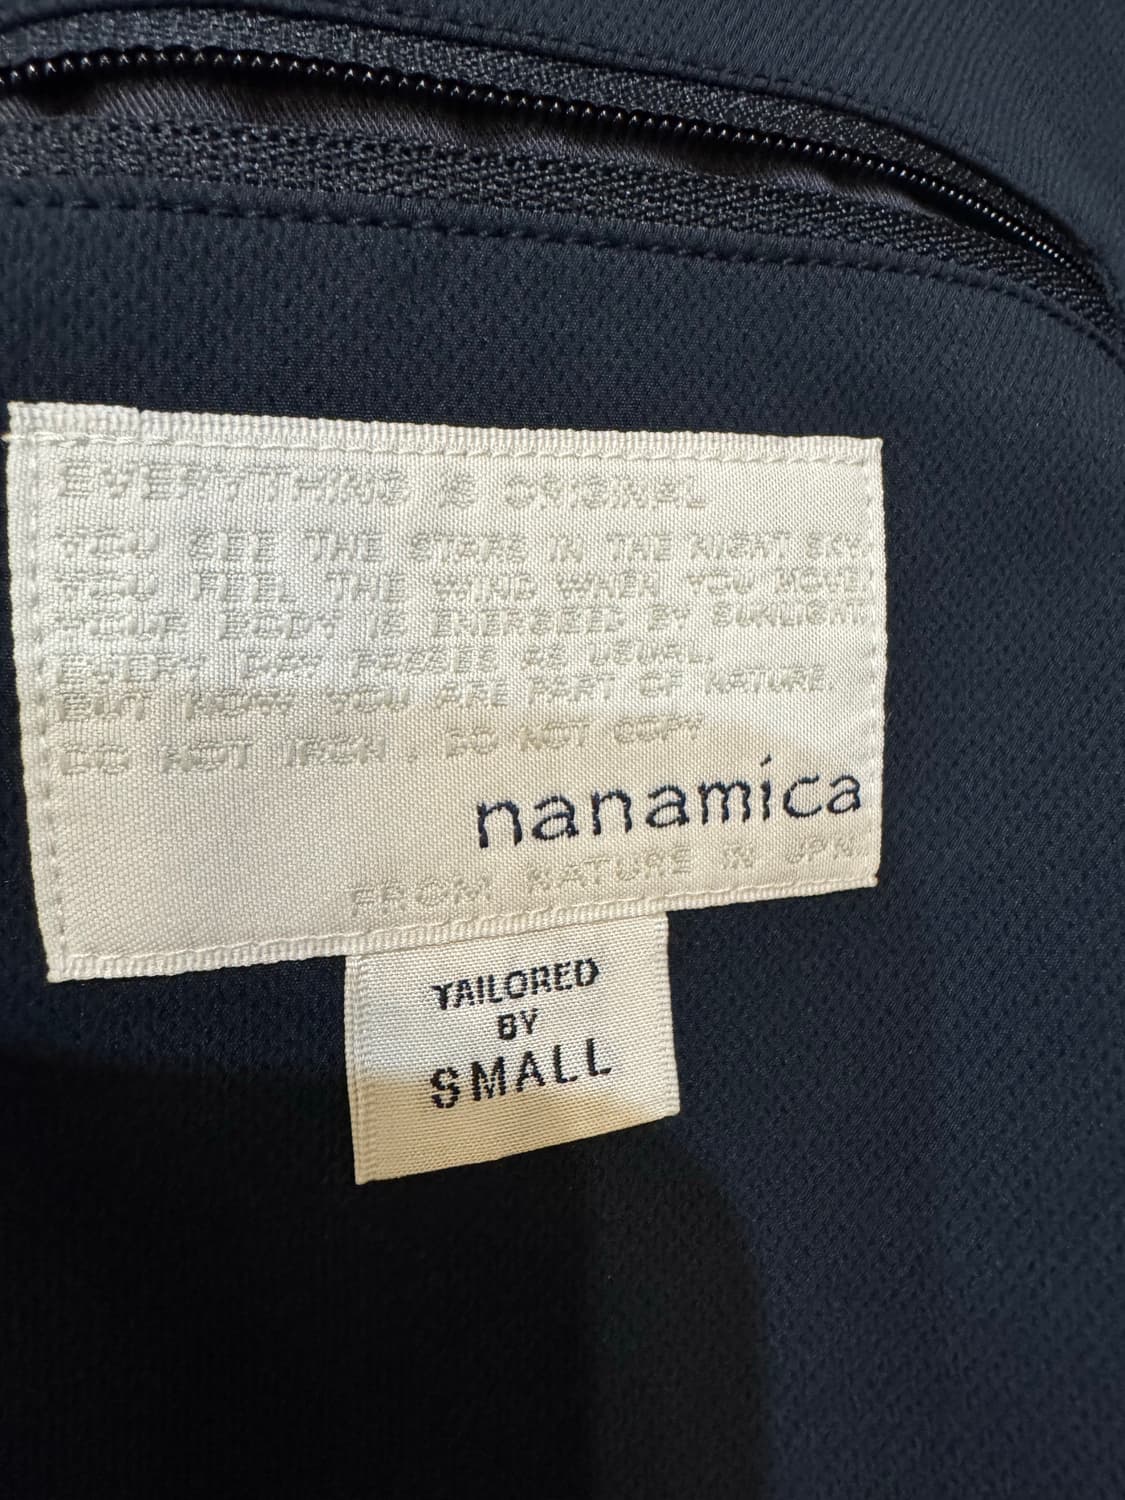 EVERYTHING IS ORIGINAL
YOU SEE THE STARS IN THE NIGHT SKY.
YOU FEEL THE WIND WHEN YOU MOVE.
YOUR BODY IS ENERGIZED BY SUNLIGHT.
EVERY DAY PASSES AS USUAL.
BUT NOW YOU ARE PART OF NATURE.
DO NOT IRON . DO NOT COPY
nanamica
FROM NATURE IN JPN.
TAILORED
BY
SMALL